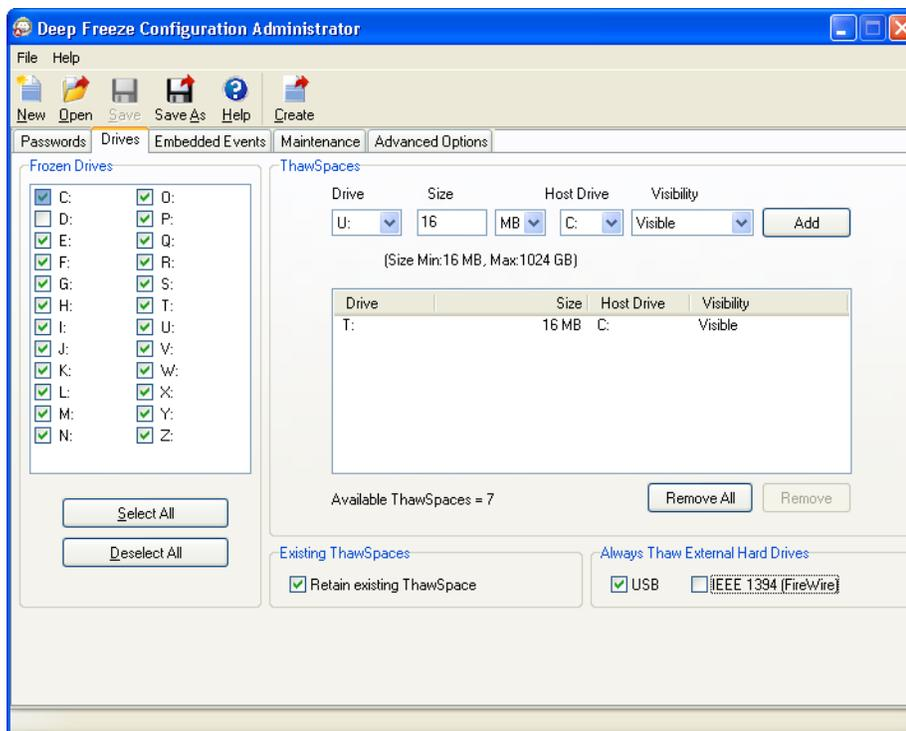 Deep Freeze Configuration Administrator
File Help
New Open Save Save As Help Create
Passwords Drives Embedded Events Maintenance Advanced Options
Frozen Drives
C: O:
D: P:
E: Q:
F: R:
G: S:
H: T:
I: U:
J: V:
K: W:
L: X:
M: Y:
N: Z:
Select All
Deselect All
ThawSpaces
Drive Size Host Drive Visibility
U: 16 MB C: Visible Add
(Size Min:16 MB, Max:1024 GB)
Drive Size Host Drive Visibility
T: 16 MB C: Visible
Available ThawSpaces = 7 Remove All Remove
Existing ThawSpaces
Retain existing ThawSpace
Always Thaw External Hard Drives
USB IEEE 1394 (FireWire)